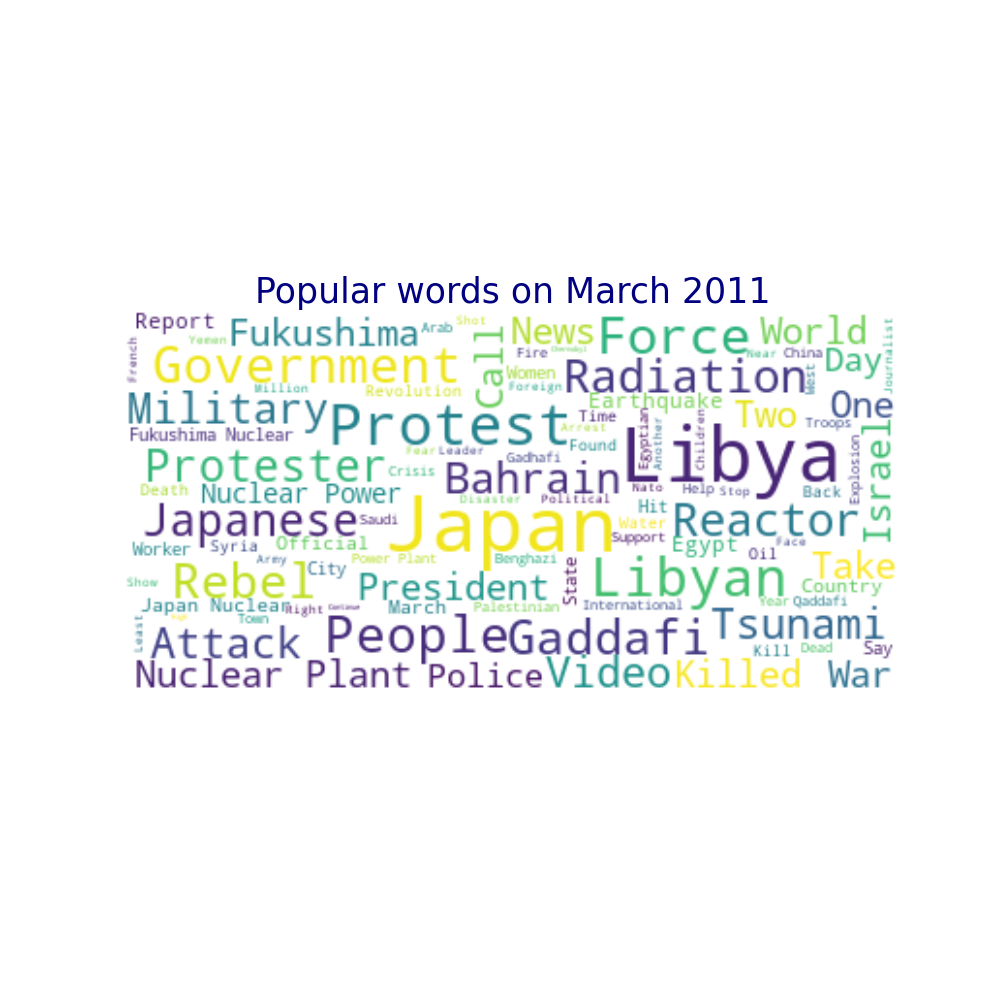 Popular words on March 2011
Report
Fukushima
Arab
Shot
Yemen
Call
News
Force
World
Journalist
French
Government
Fire
Chernobyl
Near
China
Day
Million
Revolution
Women
Foreign
Radiation
West
Military
Protest
Earthquake
Two
One
Time
Arrest
Troops
Fukushima Nuclear
Fear
Leader
Gadhafi
Found
Egyptian
Another
Children
Libya
Explosion
Israel
Protester
Crisis
Bahrain
Nato
Help
Stop
Back
Death
Nuclear Power
Disaster
Political
Hit
Japanese
Saudi
Japan
Water
Support
Reactor
Worker
Syria
Official
Army
Power Plant
Benghazi
Egypt
Oil
Face
Take
Show
Rebel
City
President
State
Libyan
Country
Japan Nuclear
Might
Continue
March
Palestinian
International
Year
Qaddafi
Least
High
Town
Attack
People
Gaddafi
Tsunami
Kill
Dead
Say
Nuclear Plant
Police
Video
Killed
War